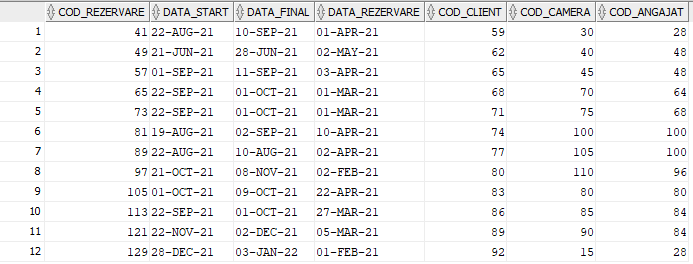 COD_REZERVARE DATA_START DATA_FINAL DATA_REZERVARE COD_CLIENT COD_CAMERA COD_ANGAJAT
1 41 22-AUG-21 10-SEP-21 01-APR-21 59 30 28
2 49 21-JUN-21 28-JUN-21 02-MAY-21 62 40 48
3 57 01-SEP-21 11-SEP-21 03-APR-21 65 45 48
4 65 22-SEP-21 01-OCT-21 01-MAR-21 68 70 64
5 73 22-SEP-21 01-OCT-21 01-MAR-21 71 75 68
6 81 19-AUG-21 02-SEP-21 10-APR-21 74 100 100
7 89 22-AUG-21 10-AUG-21 02-APR-21 77 105 100
8 97 21-OCT-21 08-NOV-21 02-FEB-21 80 110 96
9 105 01-OCT-21 09-OCT-21 22-APR-21 83 80 80
10 113 22-SEP-21 01-OCT-21 27-MAR-21 86 85 84
11 121 22-NOV-21 02-DEC-21 05-MAR-21 89 90 84
12 129 28-DEC-21 03-JAN-22 01-FEB-21 92 15 28